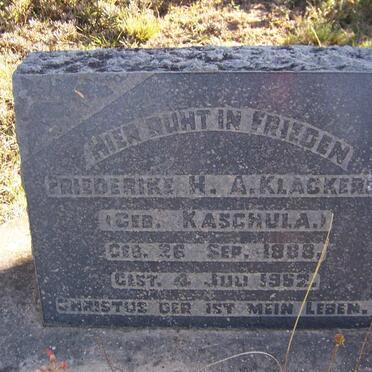 HIER RUHT IN FRIEDEN
FRIEDERIKE H. A. KLACKERS
(GEB. KASCHULA.)
GEB. 26 SEP. 1888.
GEST. 4 JULI 1952.
CHRISTUS DER IST MEIN LEBEN.